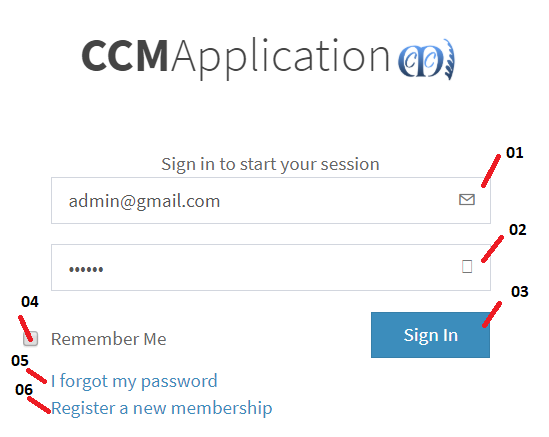 CCMApplication
Sign in to start your session
01
admin@gmail.com
02
••••••
03
Sign In
04
Remember Me
05
I forgot my password
06
Register a new membership